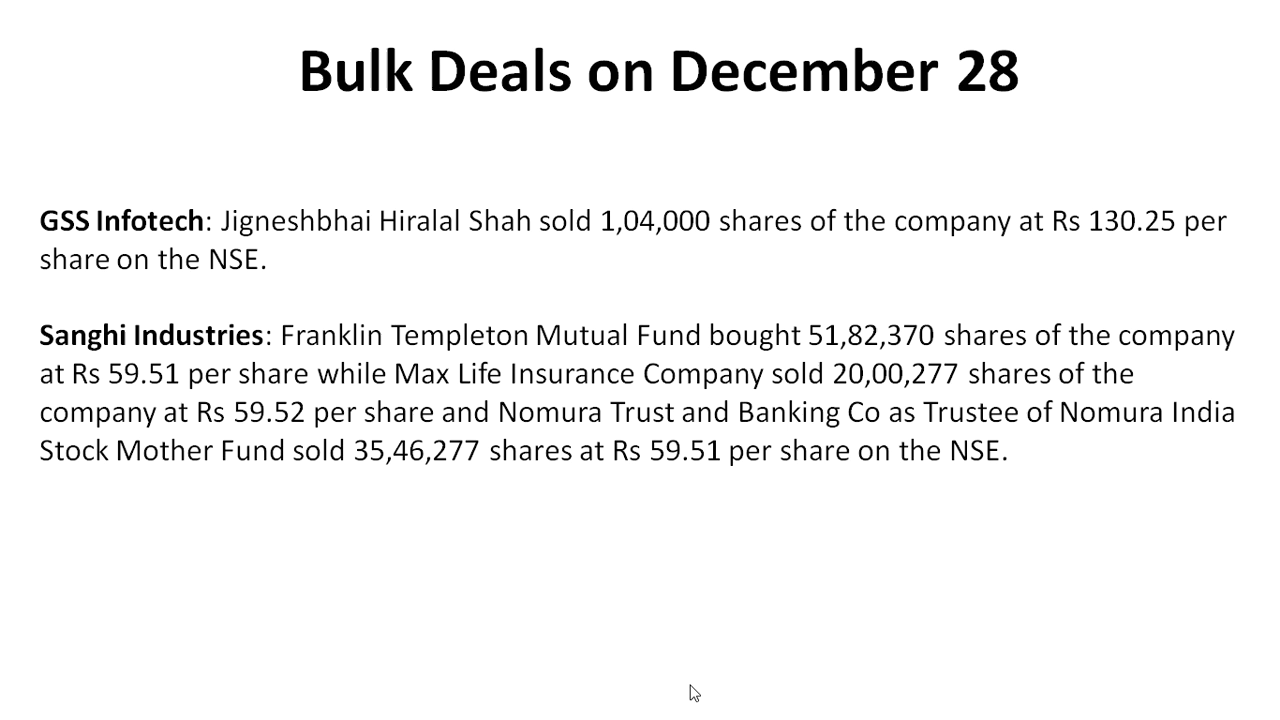 Bulk Deals on December 28
GSS Infotech: Jigneshbhai Hiralal Shah sold 1,04,000 shares of the company at Rs 130.25 per
share on the NSE.
Sanghi Industries: Franklin Templeton Mutual Fund bought 51,82,370 shares of the company
at Rs 59.51 per share while Max Life Insurance Company sold 20,00,277 shares of the
company at Rs 59.52 per share and Nomura Trust and Banking Co as Trustee of Nomura India
Stock Mother Fund sold 35,46,277 shares at Rs 59.51 per share on the NSE.